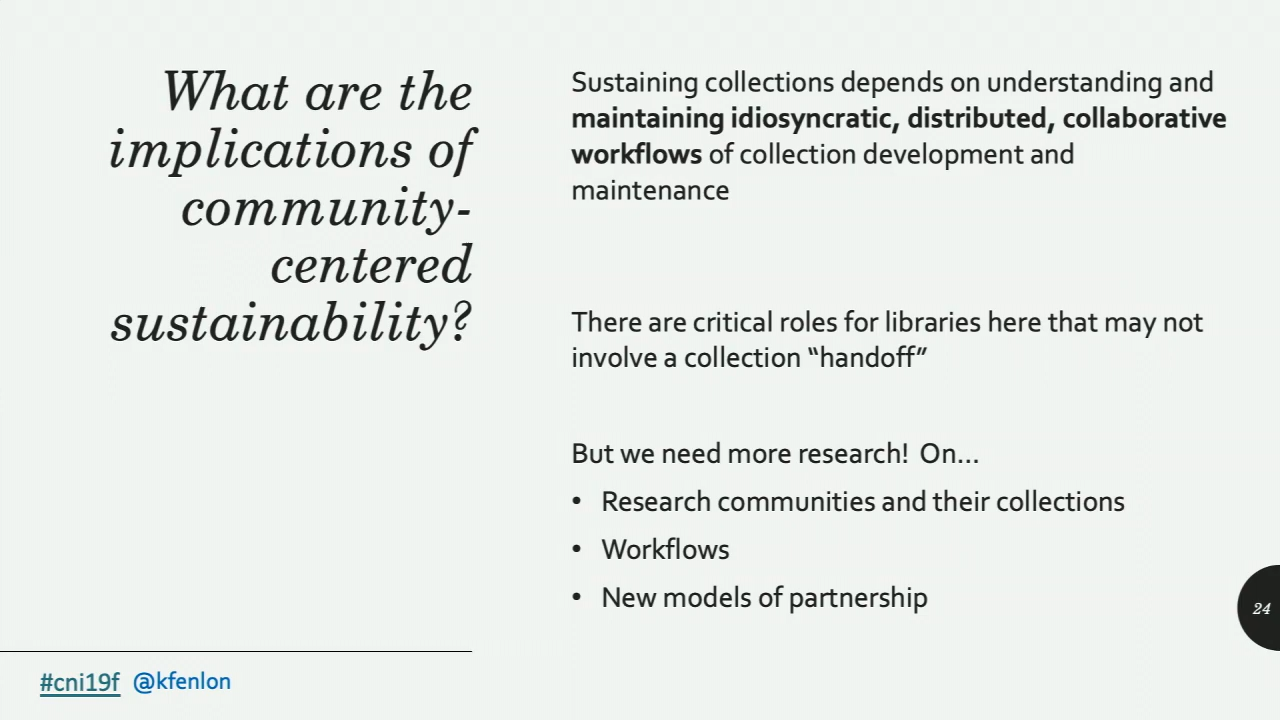 What are the
implications of
community-
centered
sustainability?
Sustaining collections depends on understanding and
maintaining idiosyncratic, distributed, collaborative
workflows of collection development and
maintenance
There are critical roles for libraries here that may not
involve a collection “handoff”
But we need more research! On...
• Research communities and their collections
• Workflows
• New models of partnership
24
#cni19f @kfenlon